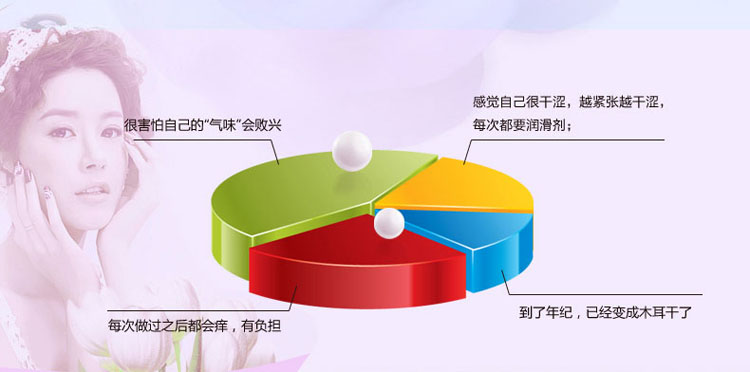 感觉自己很干涩，越紧张越干涩，
很害怕自己的“气味”会败兴
每次都要润滑剂；
每次做过之后都会痒，有负担
到了年纪，已经变成木耳干了